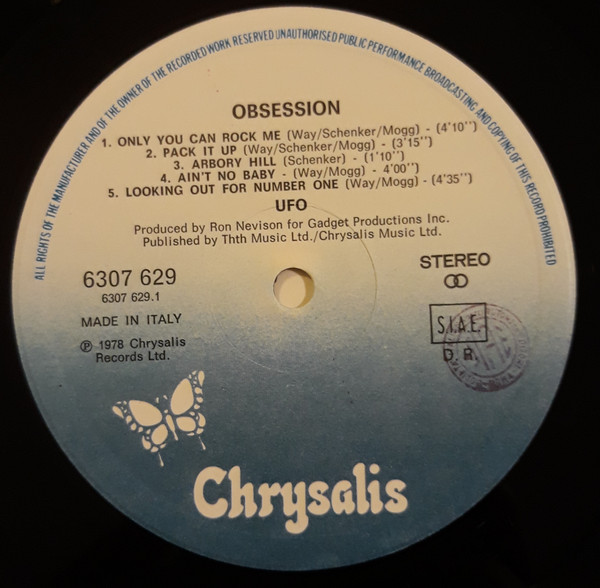 ALL RIGHTS OF THE MANUFACTURER AND OF THE OWNER OF THE RECORDED WORK RESERVED UNAUTHORISED PUBLIC PERFORMANCE BROADCASTING AND COPYING OF THIS RECORD PROHIBITED
OBSESSION
1. ONLY YOU CAN ROCK ME (Way/Schenker/Mogg) - (4'10'')
2. PACK IT UP (Way/Schenker/Mogg) - (3'15'')
3. ARBORY HILL (Schenker) - (1'10'')
4. AIN'T NO BABY - (Way/Mogg) - 4'00'')
5. LOOKING OUT FOR NUMBER ONE (Way/Mogg) - (4'35'')
UFO
Produced by Ron Nevison for Gadget Productions Inc.
Published by Thth Music Ltd./Chrysalis Music Ltd.
6307 629
6307 629.1
MADE IN ITALY
℗ 1978 Chrysalis
Records Ltd.
STEREO
S.I.A.E.
D. R.
Chrysalis